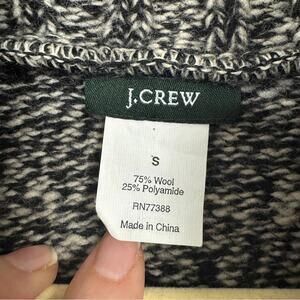 J.CREW
S
75% Wool
25% Polyamide
RN77388
Made in China